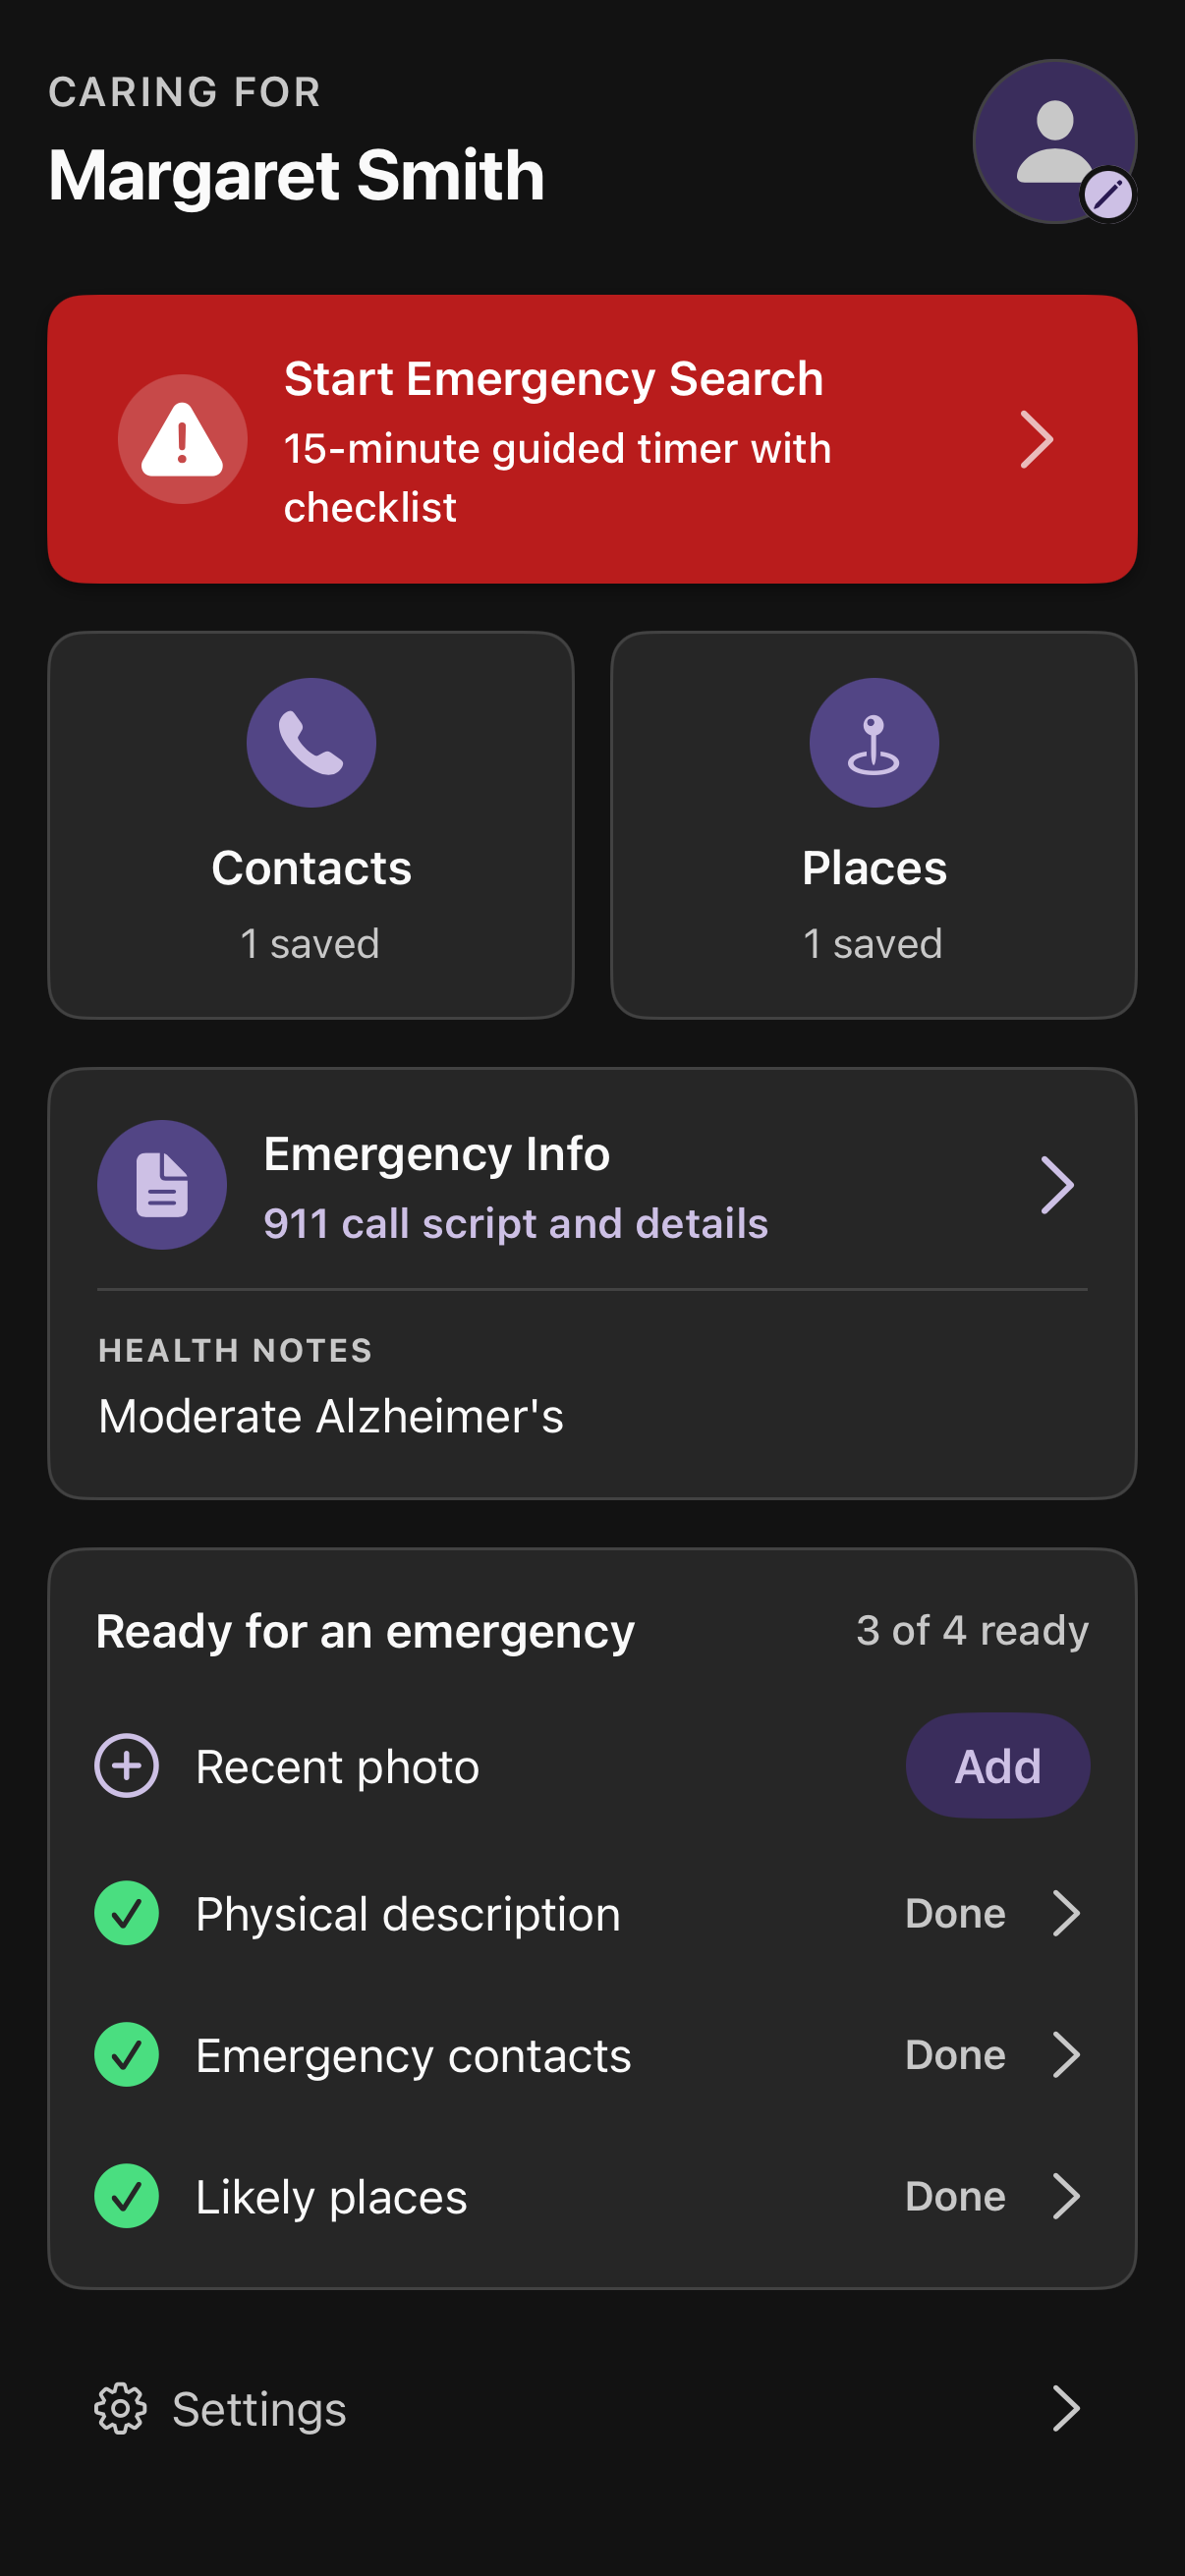 CARING FOR
Margaret Smith
Start Emergency Search
15-minute guided timer with
checklist
Contacts
1 saved
Places
1 saved
Emergency Info
911 call script and details
HEALTH NOTES
Moderate Alzheimer's
Ready for an emergency
3 of 4 ready
Recent photo
Add
Physical description
Done
Emergency contacts
Done
Likely places
Done
Settings